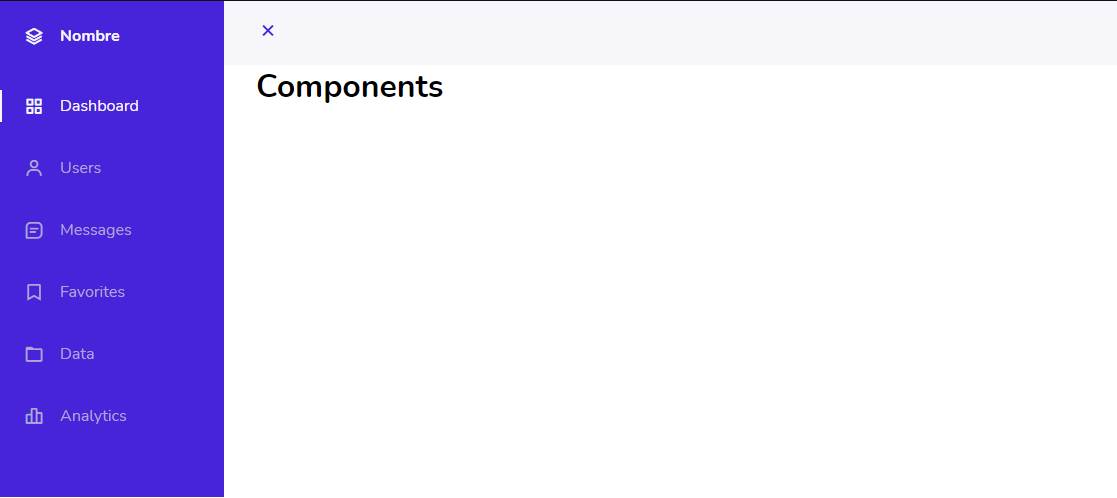 Nombre
Dashboard
Users
Messages
Favorites
Data
Analytics
Components